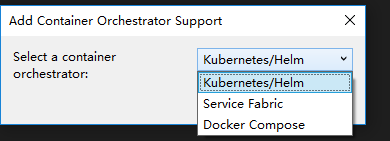 Add Container Orchestrator Support
Select a container
orchestrator:
Kubernetes/Helm
Kubernetes/Helm
Service Fabric
Docker Compose